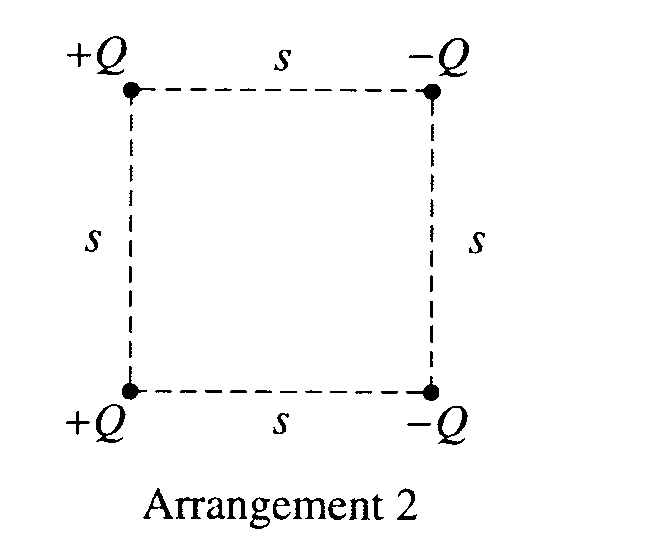 +Q s −Q
s s
+Q s −Q
Arrangement 2